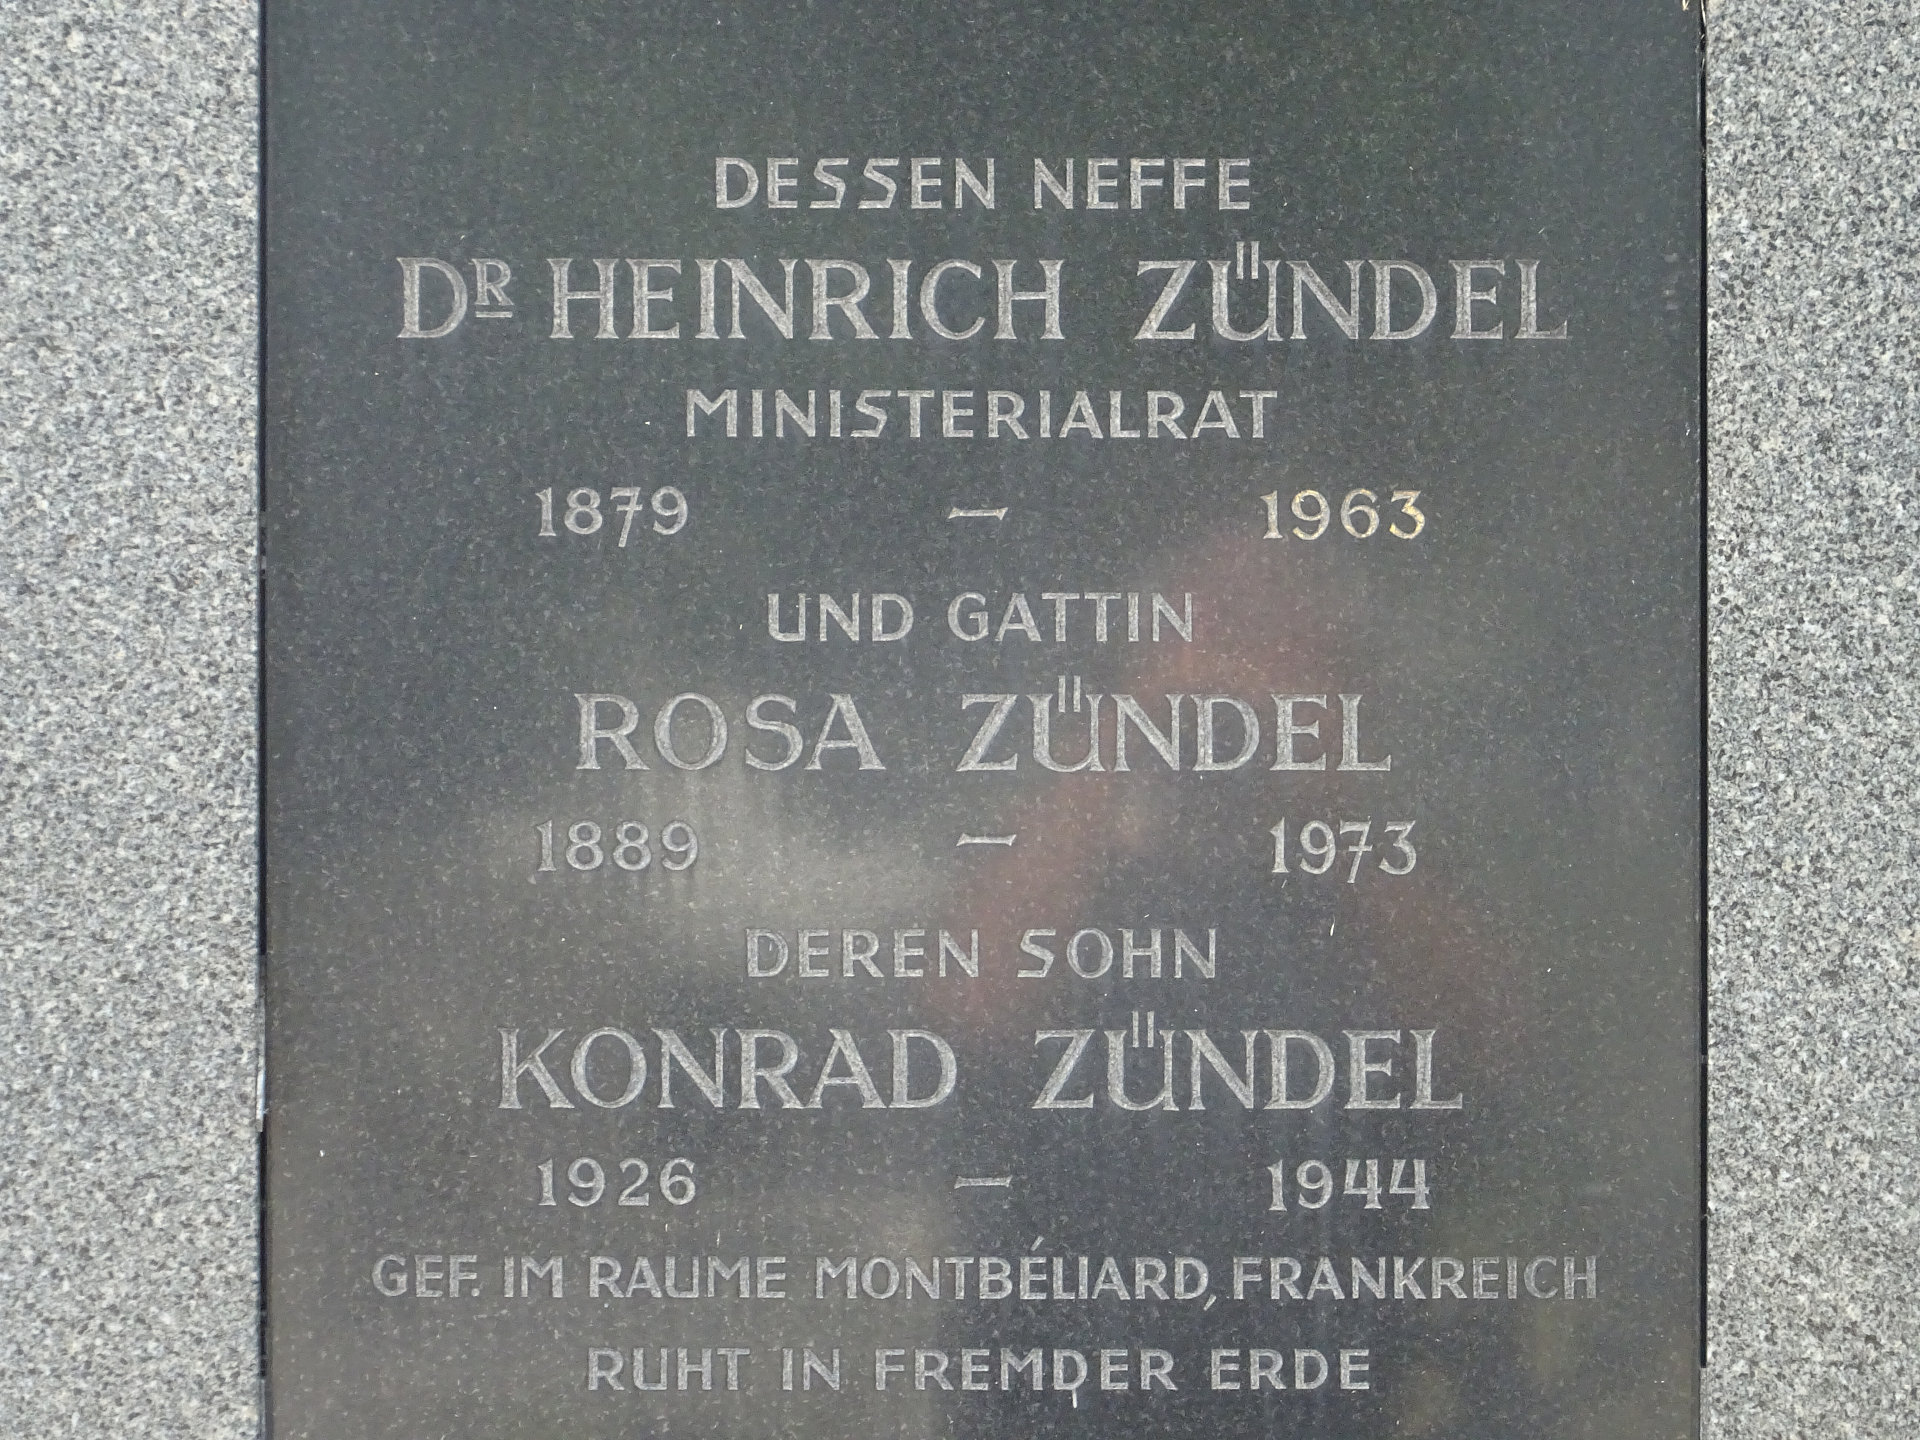 DESSEN NEFFE
DR HEINRICH ZÜNDEL
MINISTERIALRAT
1879 – 1963
UND GATTIN
ROSA ZÜNDEL
1889 – 1973
DEREN SOHN
KONRAD ZÜNDEL
1926 – 1944
GEF. IM RAUME MONTBÉLIARD, FRANKREICH
RUHT IN FREMDER ERDE